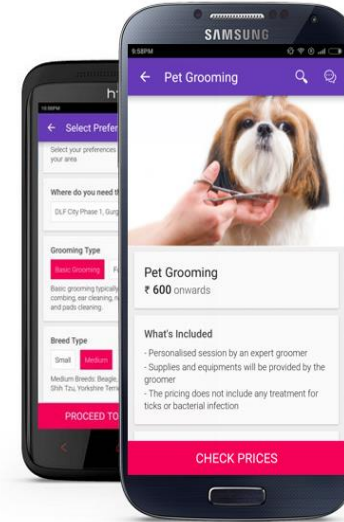 SAMSUNG
9:58PM
Pet Grooming
Pet Grooming
₹ 600 onwards
What's Included
- Personalised session by an expert groomer
- Supplies and equipments will be provided by the
groomer
- The pricing does not include any treatment for
ticks or bacterial infection
CHECK PRICES
Select
Select your preferences
your area
Where do you need
DLF City Phase 1,
Grooming Type
Basic Grooming
Basic grooming typically
combing, ear cleaning,
and pads cleaning.
Breed Type
Small
Medium
Medium Breeds: Beagle,
Shih Tzu, Yorkshire
PROCEED TO